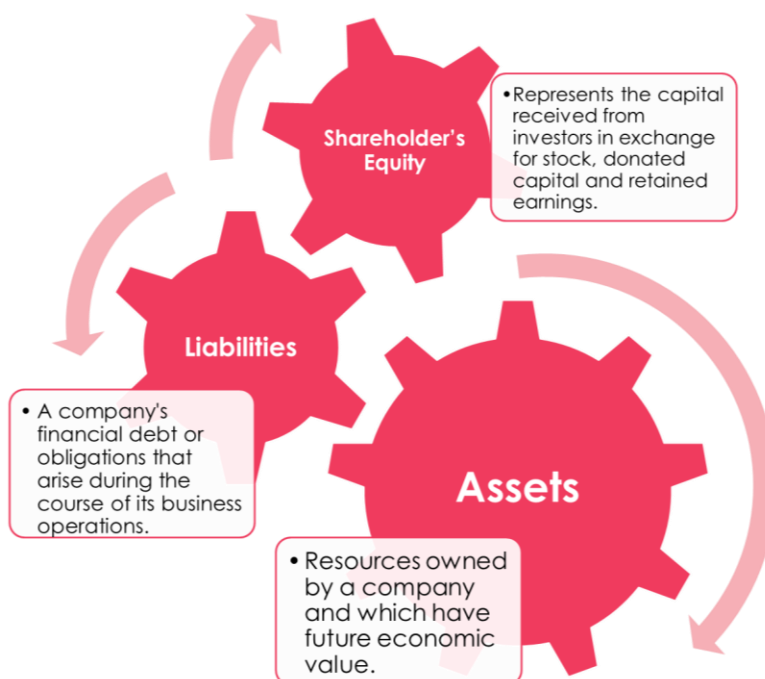 Shareholder's
Equity
•Represents the capital
received from
investors in exchange
for stock, donated
capital and retained
earnings.
Liabilities
• A company's
financial debt or
obligations that
arise during the
course of its business
operations.
Assets
• Resources owned
by a company
and which have
future economic
value.